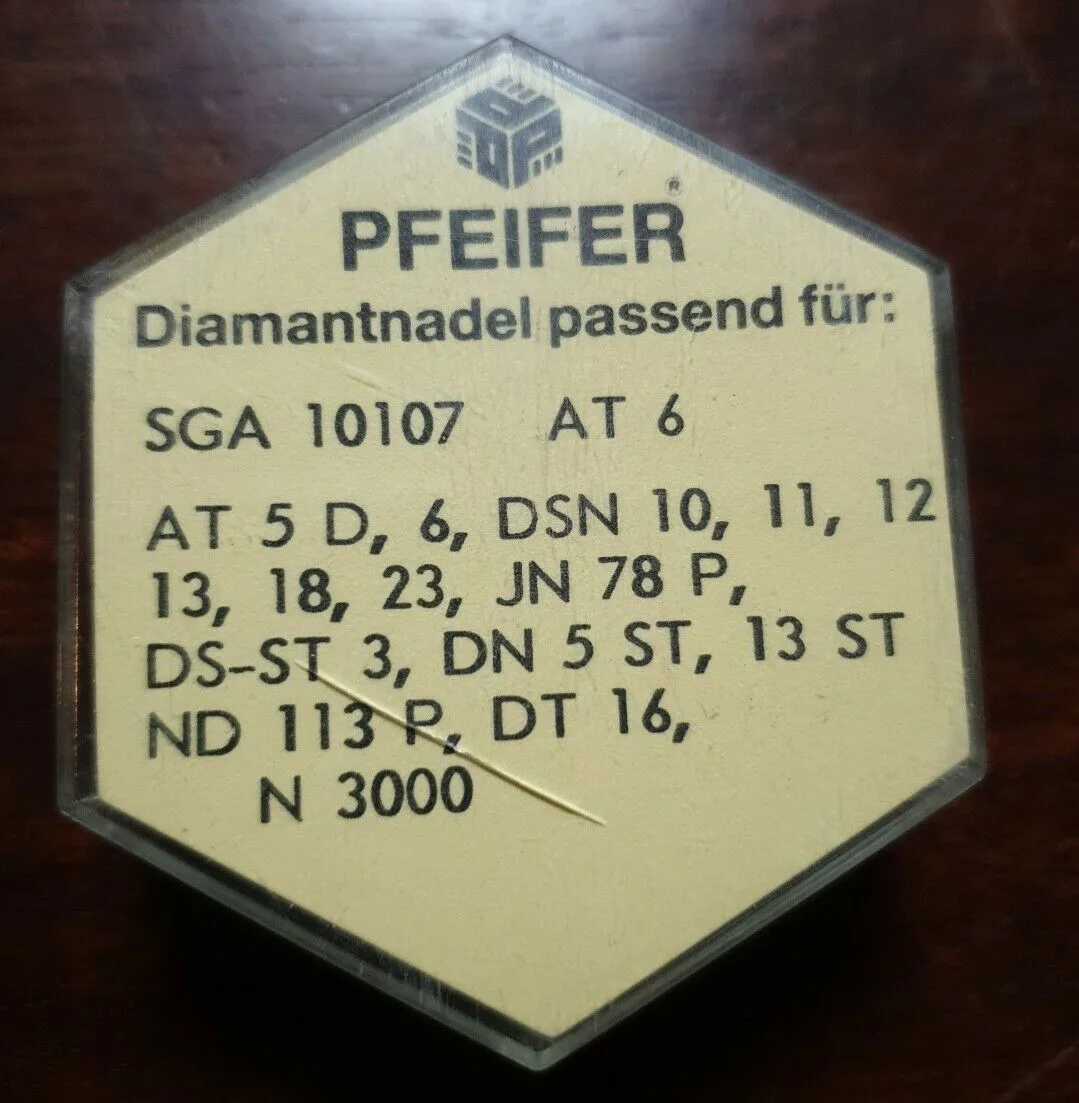 PFEIFER®
Diamantnadel passend für:
SGA 10107 AT 6
AT 5 D, 6, DSN 10, 11, 12
13, 18, 23, JN 78 P,
DS-ST 3, DN 5 ST, 13 ST
ND 113 P, DT 16,
N 3000